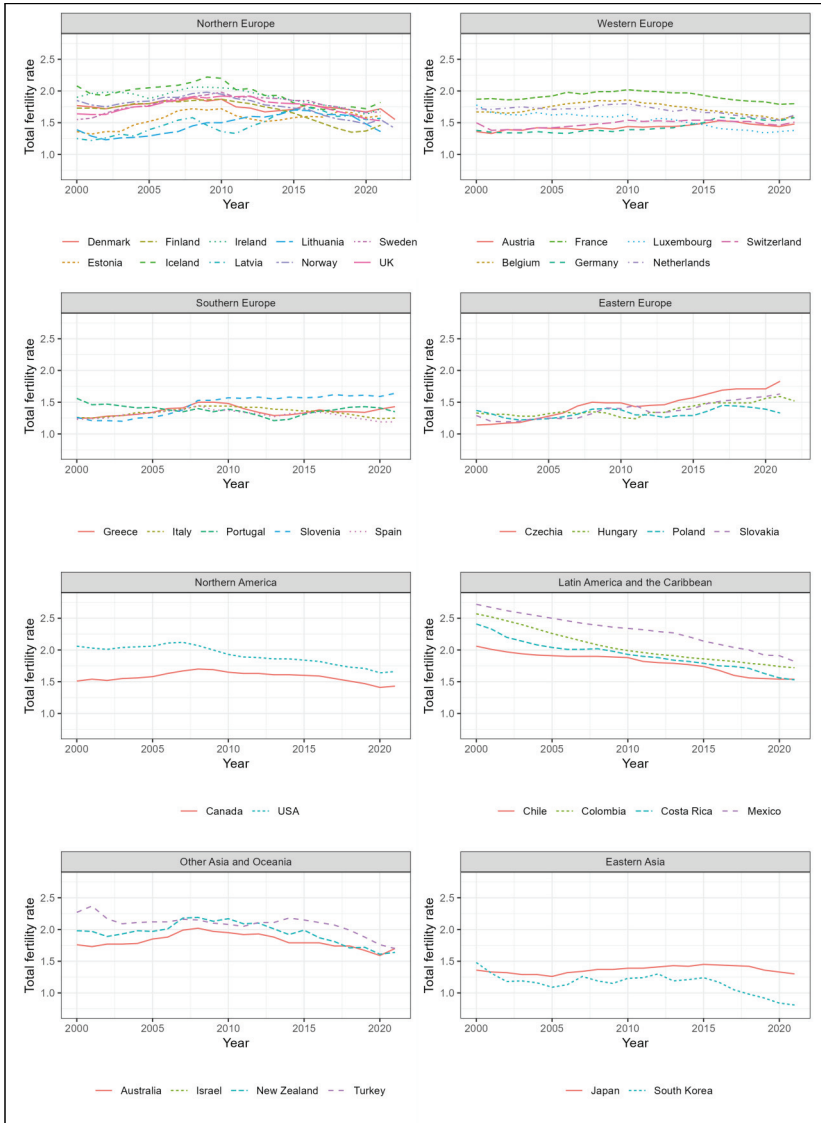 Northern Europe
Western Europe
Total fertility rate
2.5
2.0
1.5
1.0
2000
2005
2010
2015
2020
Year
Total fertility rate
2.5
2.0
1.5
1.0
2000
2005
2010
2015
2020
Year
Denmark Finland Ireland Lithuania Sweden
Estonia Iceland Latvia Norway UK
Austria France Luxembourg Switzerland
Belgium Germany Netherlands
Southern Europe
Eastern Europe
Total fertility rate
2.5
2.0
1.5
1.0
2000
2005
2010
2015
2020
Year
Total fertility rate
2.5
2.0
1.5
1.0
2000
2005
2010
2015
2020
Year
Greece Italy Portugal Slovenia Spain
Czechia Hungary Poland Slovakia
Northern America
Latin America and the Caribbean
Total fertility rate
2.5
2.0
1.5
1.0
2000
2005
2010
2015
2020
Year
Total fertility rate
2.5
2.0
1.5
1.0
2000
2005
2010
2015
2020
Year
Canada USA
Chile Colombia Costa Rica Mexico
Other Asia and Oceania
Eastern Asia
Total fertility rate
2.5
2.0
1.5
1.0
2000
2005
2010
2015
2020
Year
Total fertility rate
2.5
2.0
1.5
1.0
2000
2005
2010
2015
2020
Year
Australia Israel New Zealand Turkey
Japan South Korea